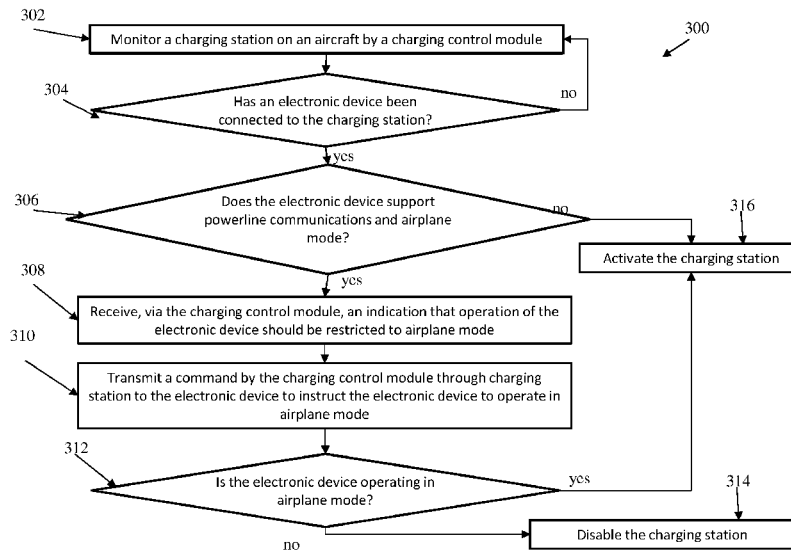 302
Monitor a charging station on an aircraft by a charging control module
300
304
Has an electronic device been
connected to the charging station?
no
yes
306
Does the electronic device support
powerline communications and airplane
mode?
no
316
Activate the charging station
yes
308
Receive, via the charging control module, an indication that operation of the
electronic device should be restricted to airplane mode
310
Transmit a command by the charging control module through charging
station to the electronic device to instruct the electronic device to operate in
airplane mode
312
Is the electronic device operating in
airplane mode?
yes
314
Disable the charging station
no